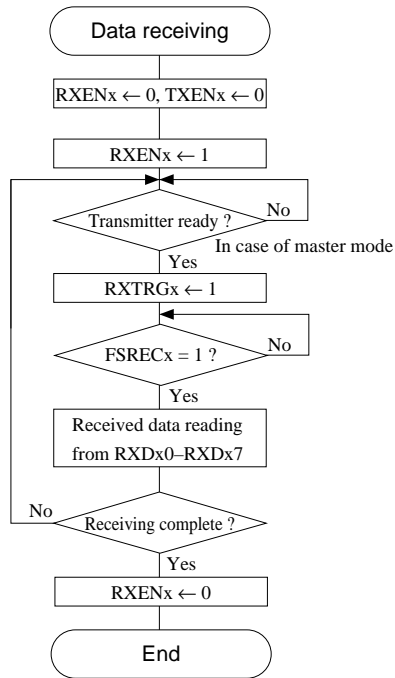 Data receiving
RXENx ← 0, TXENx ← 0
RXENx ← 1
Transmitter ready ?
No
In case of master mode
Yes
RXTRGx ← 1
FSRECx = 1 ?
No
Yes
Received data reading
from RXDx0–RXDx7
No
Receiving complete ?
Yes
RXENx ← 0
End